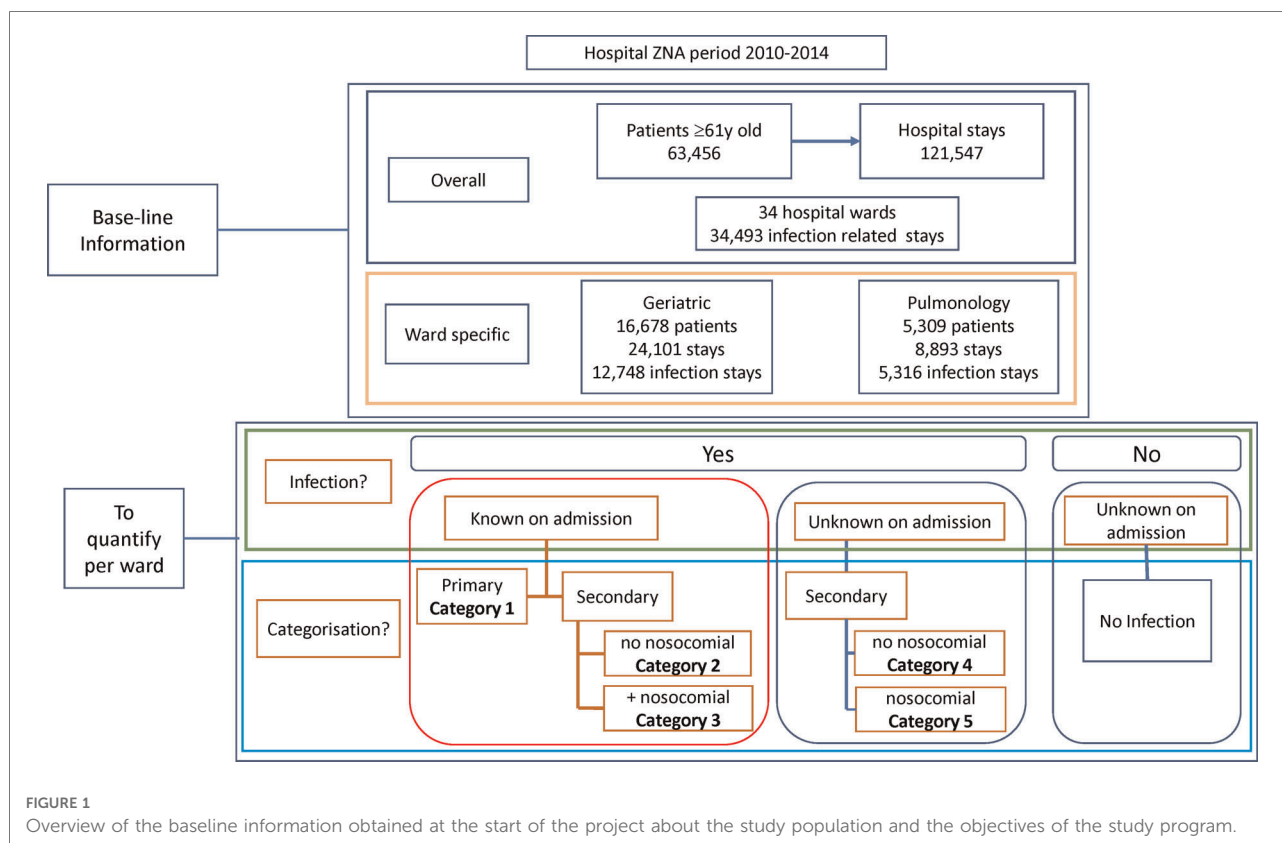 Hospital ZNA period 2010-2014
Base-line
Information
Overall
Patients ≥61y old
63,456
Hospital stays
121,547
34 hospital wards
34,493 infection related stays
Ward specific
Geriatric
16,678 patients
24,101 stays
12,748 infection stays
Pulmonology
5,309 patients
8,893 stays
5,316 infection stays
To
quantify
per ward
Infection?
Yes
No
Known on admission
Unknown on admission
Unknown on
admission
Categorisation?
Primary
Category 1
Secondary
no nosocomial
Category 2
+ nosocomial
Category 3
Secondary
no nosocomial
Category 4
nosocomial
Category 5
No Infection
FIGURE 1
Overview of the baseline information obtained at the start of the project about the study population and the objectives of the study program.